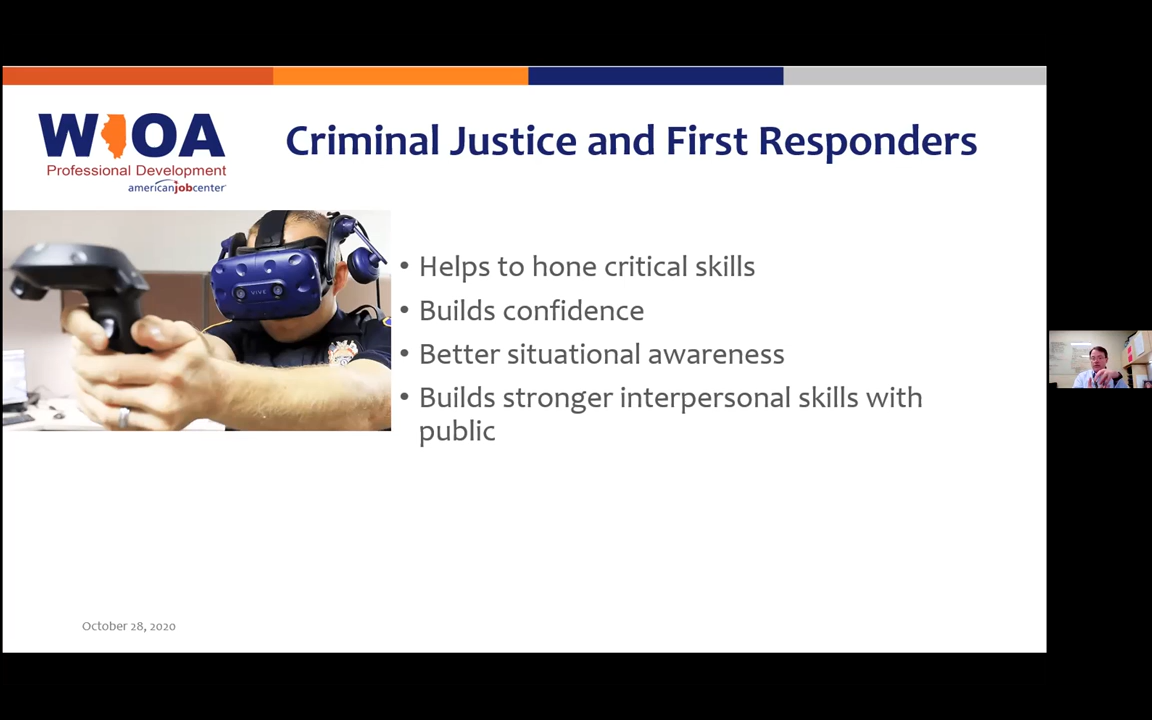 WIOA
Professional Development
americanjobcenter
Criminal Justice and First Responders
VIVE
• Helps to hone critical skills
• Builds confidence
• Better situational awareness
• Builds stronger interpersonal skills with
public
October 28, 2020